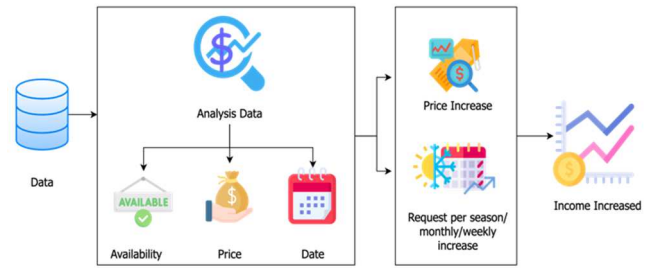 Data
Analysis Data
AVAILABLE
Availability
Price
Date
Price Increase
Request per season/
monthly/weekly
increase
Income Increased